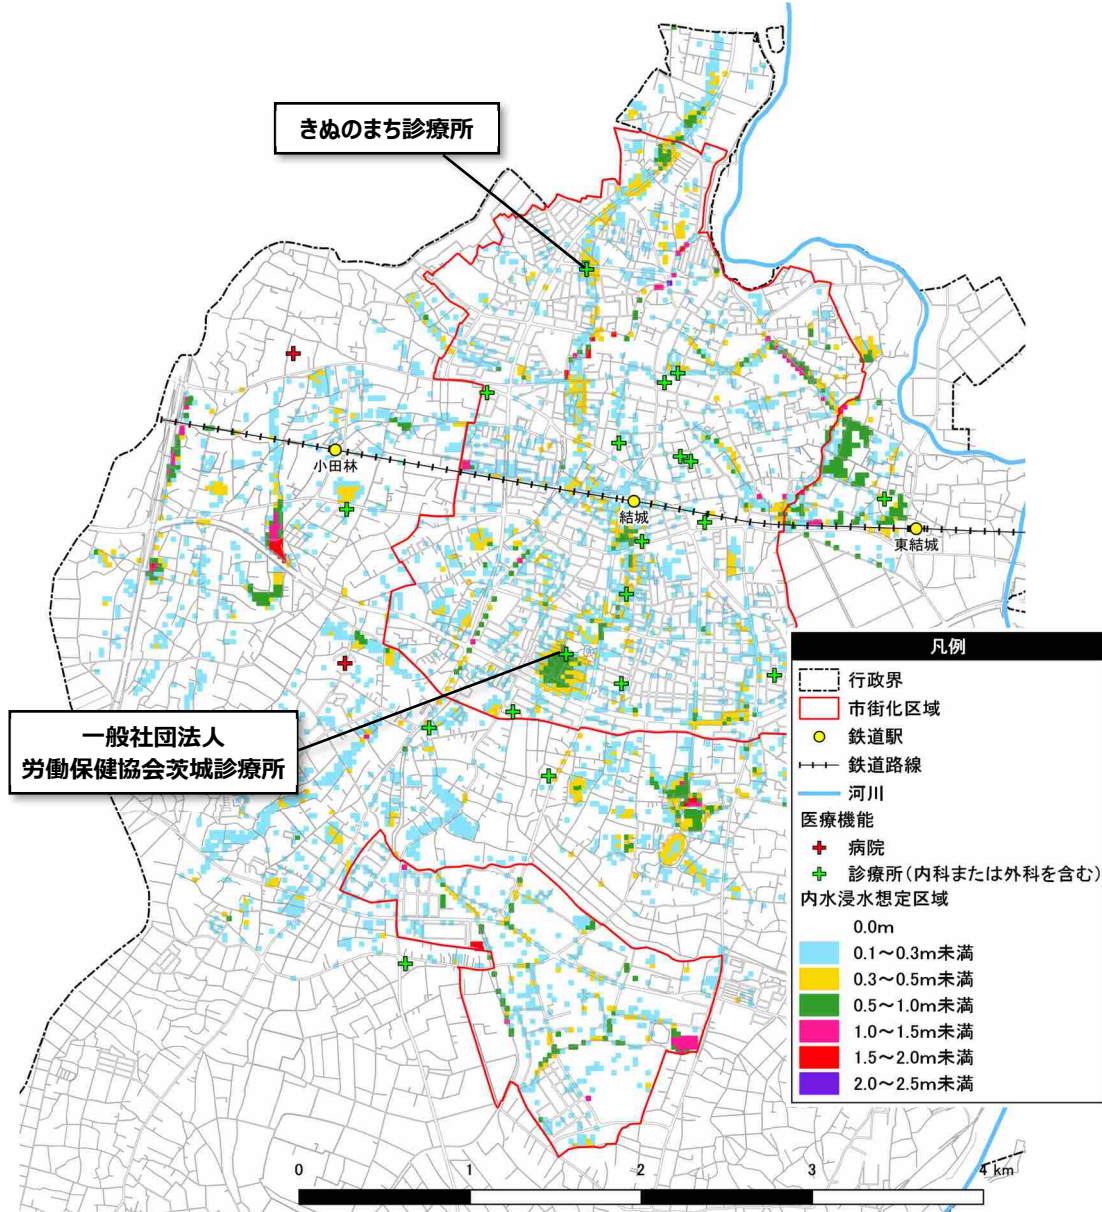 きぬのまち診療所
小田林
結城
東結城
一般社団法人
労働保健協会茨城診療所
凡例
行政界
市街化区域
鉄道駅
鉄道路線
河川
医療機能
病院
診療所(内科または外科を含む)
内水浸水想定区域
0.0m
0.1～0.3m未満
0.3～0.5m未満
0.5～1.0m未満
1.0～1.5m未満
1.5～2.0m未満
2.0～2.5m未満
0 1 2 3 4 km